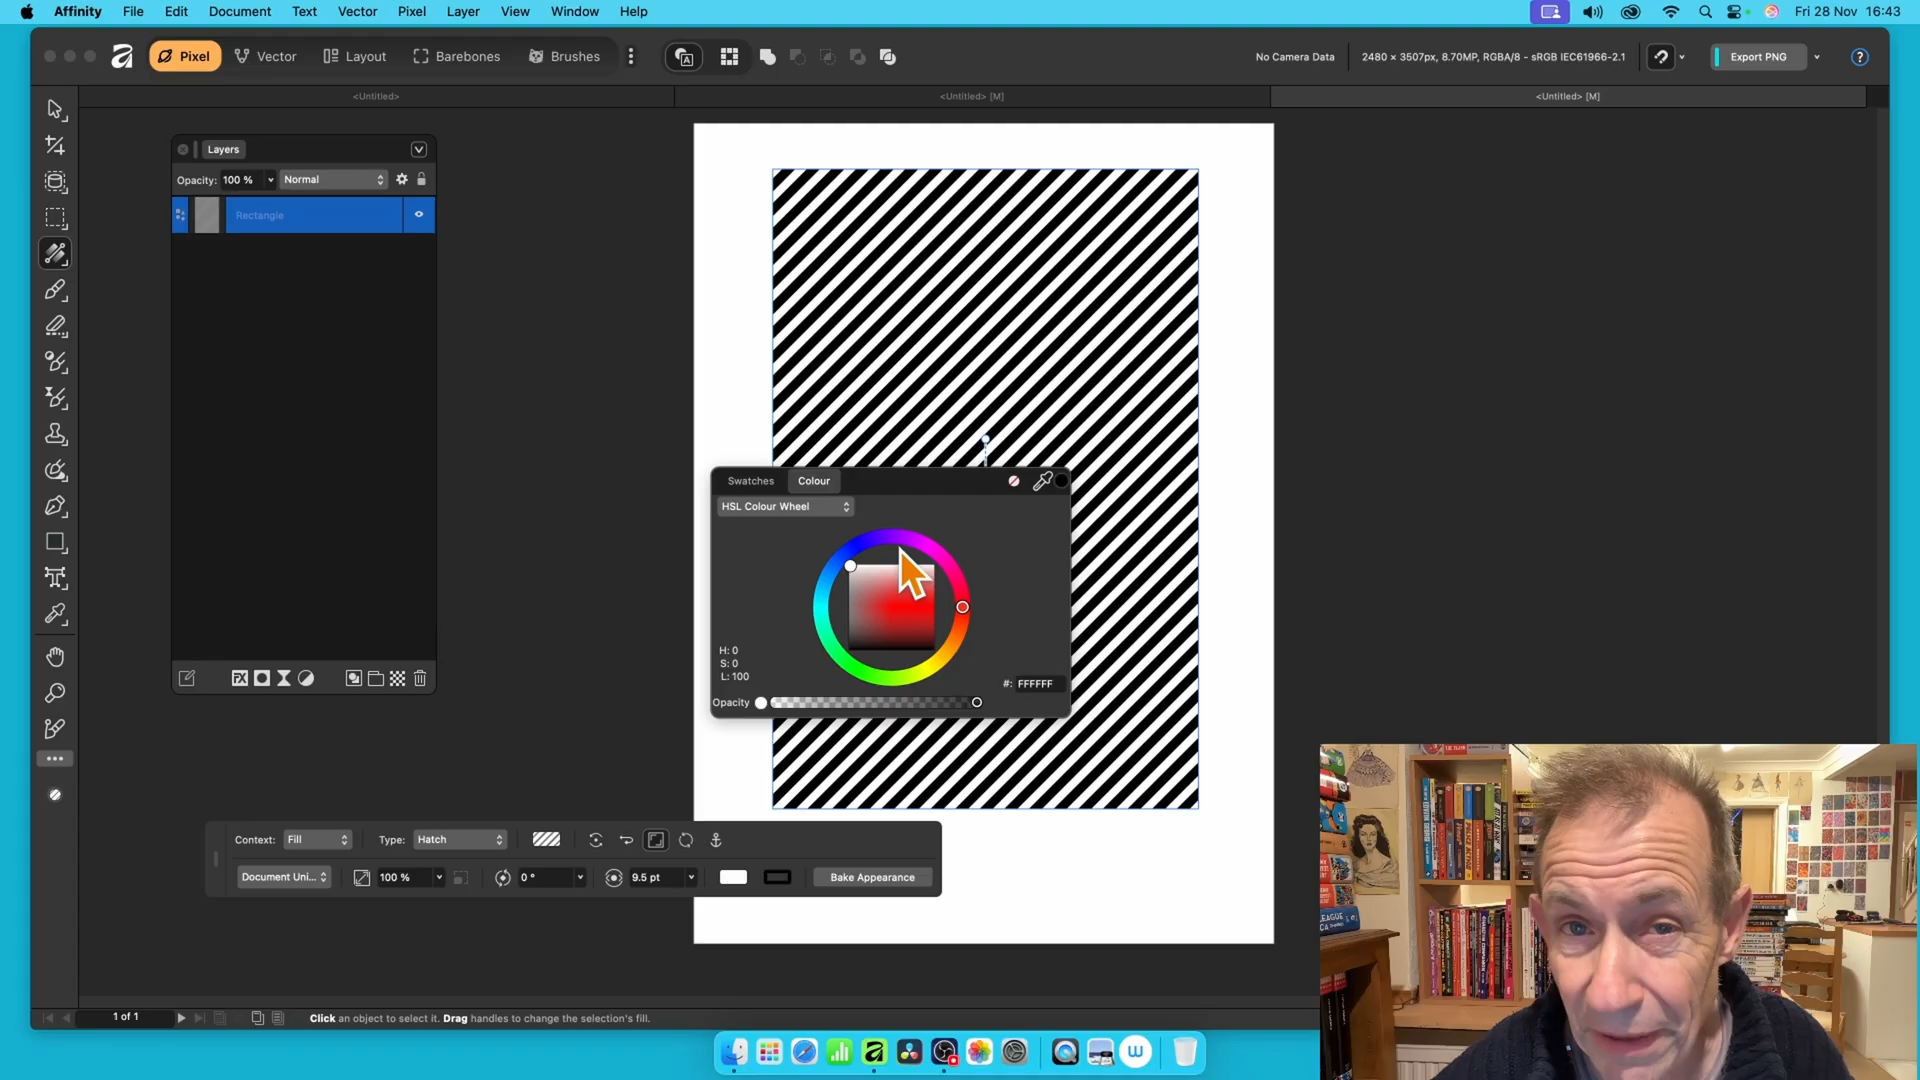 Affinity File Edit Document Text Vector Pixel Layer View Window Help Fri 28 Nov 16:43
Pixel Vector Layout Barebones Brushes No Camera Data 2480 × 3507px, 8.70MP, RGBA/8 - sRGB IEC61966-2.1 Export PNG
<Untitled> <Untitled> [M] <Untitled> [M]
Layers
Opacity: 100 % Normal
Rectangle
Swatches Colour
HSL Colour Wheel
H: 0
S: 0
L: 100
#: FFFFFF
Opacity
Context: Fill Type: Hatch
Document Uni... 100 % 0 ° 9.5 pt Bake Appearance
1 of 1 Click an object to select it. Drag handles to change the selection's fill.